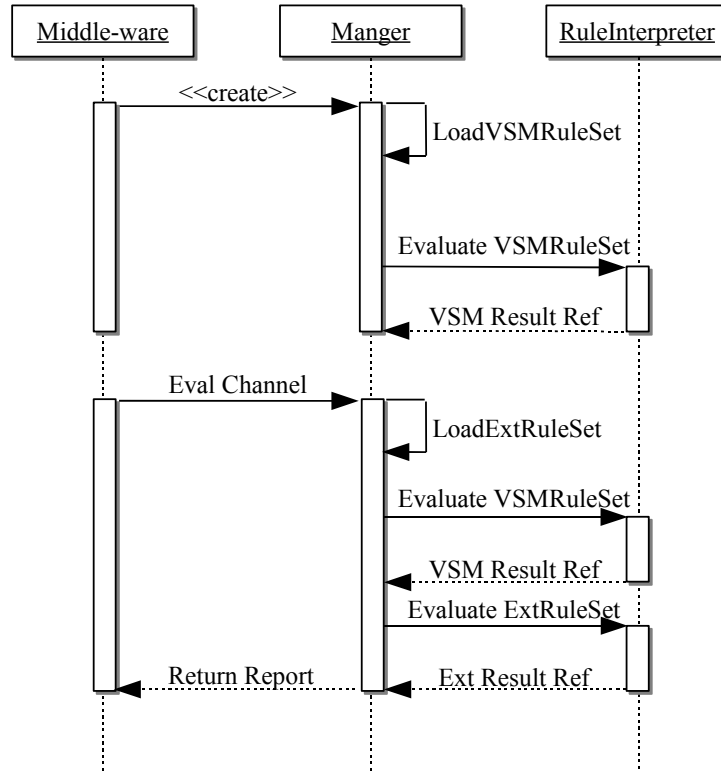 Middle-ware
Manger
RuleInterpreter
<<create>>
LoadVSMRuleSet
Evaluate VSMRuleSet
VSM Result Ref
Eval Channel
LoadExtRuleSet
Evaluate VSMRuleSet
VSM Result Ref
Evaluate ExtRuleSet
Return Report
Ext Result Ref